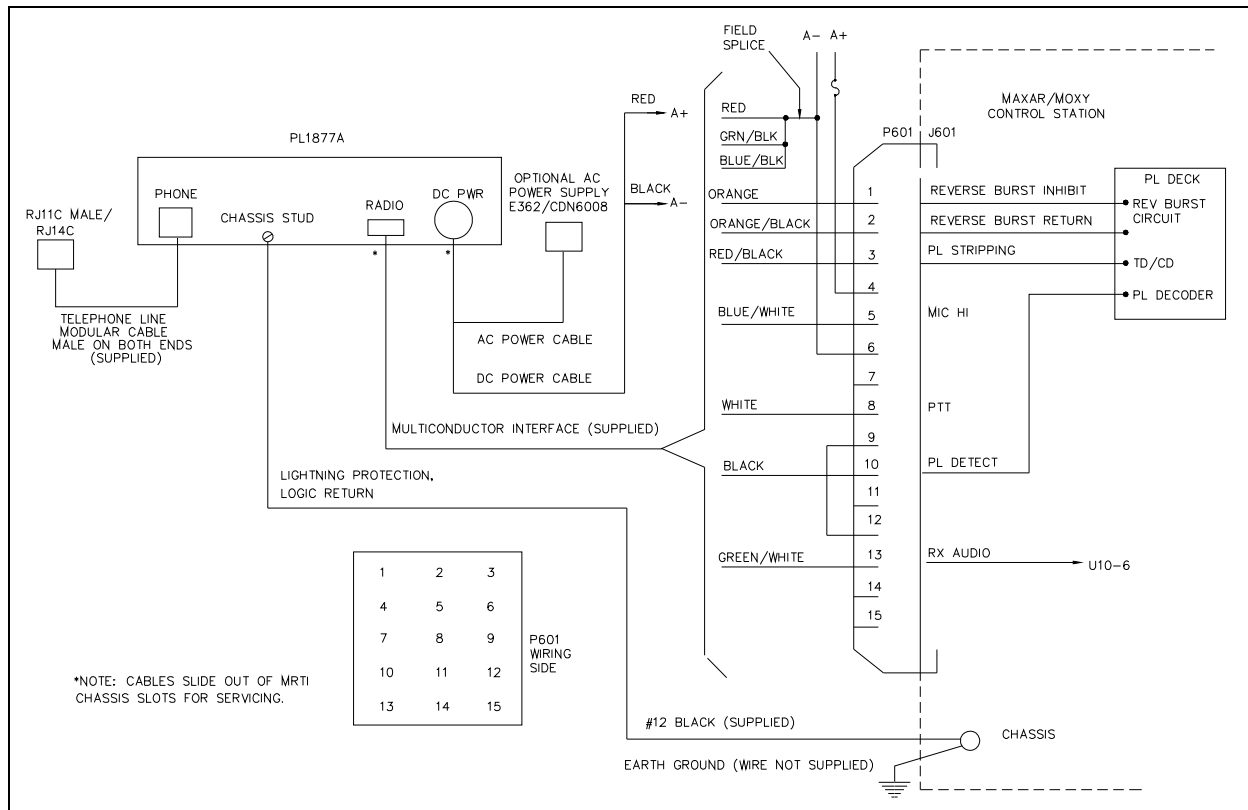 FIELD
SPLICE
A-
A+
MAXAR/MOXY
CONTROL STATION
PL1877A
PHONE
CHASSIS STUD
RADIO
DC PWR
*
*
RJ11C MALE/
RJ14C
TELEPHONE LINE
MODULAR CABLE
MALE ON BOTH ENDS
(SUPPLIED)
OPTIONAL AC
POWER SUPPLY
E362/CDN6008
RED
A+
BLACK
A-
AC POWER CABLE
DC POWER CABLE
MULTICONDUCTOR INTERFACE (SUPPLIED)
LIGHTNING PROTECTION,
LOGIC RETURN
RED
GRN/BLK
BLUE/BLK
ORANGE
ORANGE/BLACK
RED/BLACK
BLUE/WHITE
WHITE
BLACK
GREEN/WHITE
P601
J601
1
2
3
4
5
6
7
8
9
10
11
12
13
14
15
REVERSE BURST INHIBIT
REVERSE BURST RETURN
PL STRIPPING
MIC HI
PTT
PL DETECT
RX AUDIO
U10-6
PL DECK
REV BURST
CIRCUIT
TD/CD
PL DECODER
1 2 3
4 5 6
7 8 9
10 11 12
13 14 15
P601
WIRING
SIDE
*NOTE: CABLES SLIDE OUT OF MRTI
CHASSIS SLOTS FOR SERVICING.
#12 BLACK (SUPPLIED)
EARTH GROUND (WIRE NOT SUPPLIED)
CHASSIS